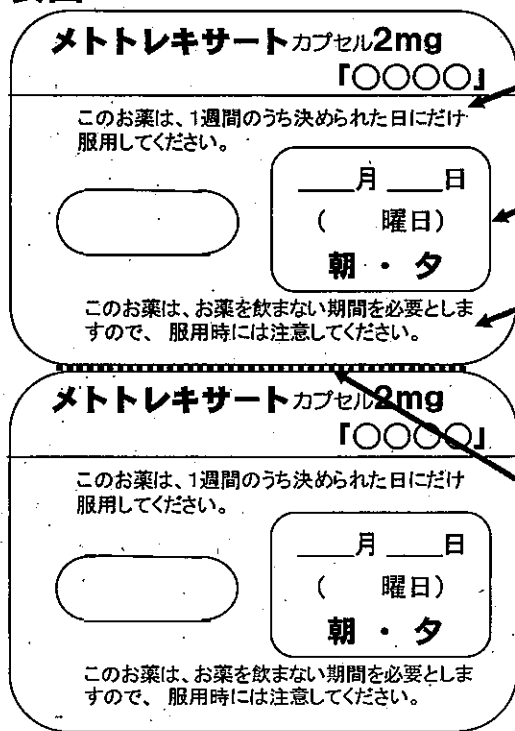 メトトレキサートカプセル2mg
「○○○○」
このお薬は、1週間のうち決められた日にだけ
服用してください。
＿＿月＿＿日
(　　曜日)
朝・夕
このお薬は、お薬を飲まない期間を必要としま
すので、服用時には注意してください。
メトトレキサートカプセル2mg
「○○○○」
このお薬は、1週間のうち決められた日にだけ
服用してください。
＿＿月＿＿日
(　　曜日)
朝・夕
このお薬は、お薬を飲まない期間を必要としま
すので、服用時には注意してください。